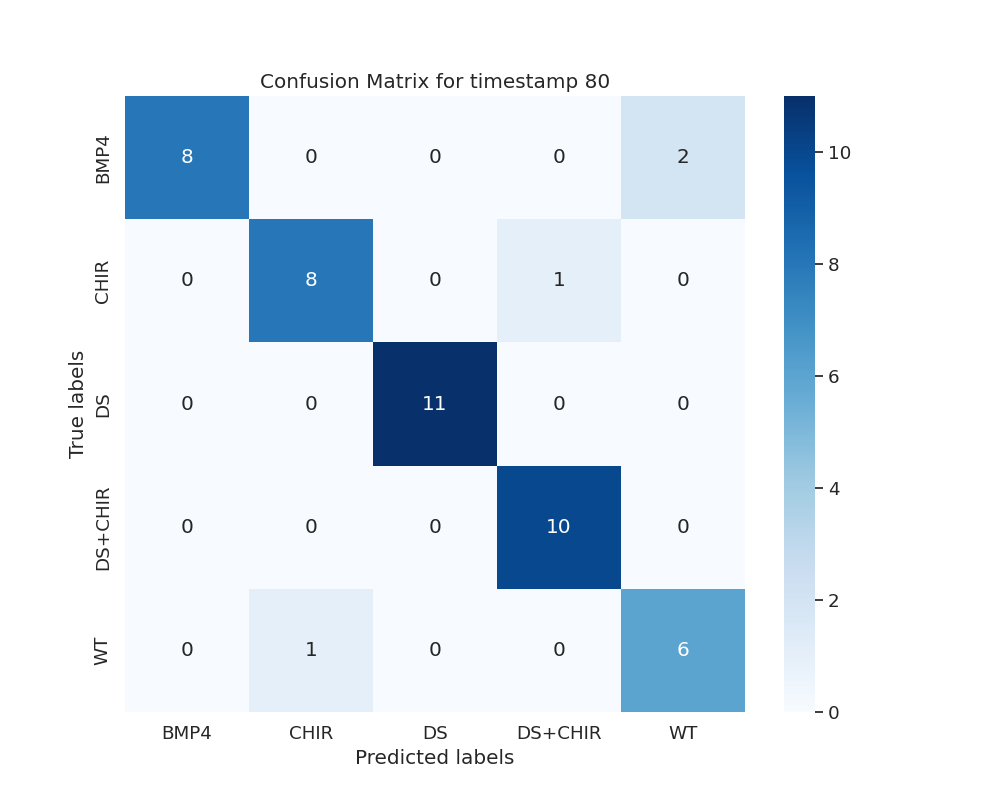 Confusion Matrix for timestamp 80
BMP4 8 0 0 0 2
CHIR 0 8 0 1 0
DS 0 0 11 0 0
DS+CHIR 0 0 0 10 0
WT 0 1 0 0 6
True labels
BMP4 CHIR DS DS+CHIR WT
Predicted labels
10
8
6
4
2
0